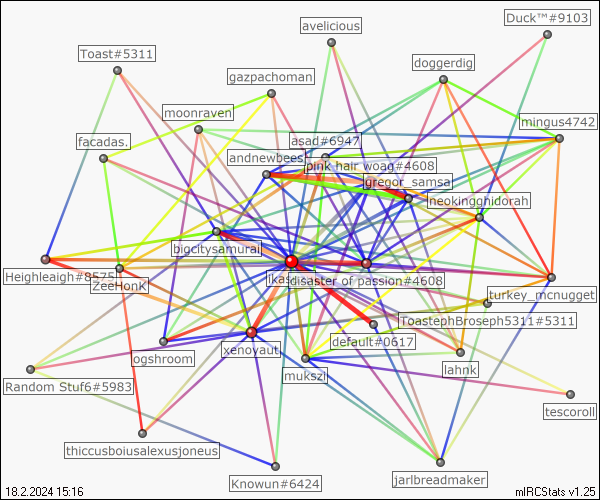 avelicious
Duck™#9103
Toast#5311
doggerdig
gazpachoman
moonraven
mingus4742
asad#6947
facadas.
andnewbees
pink hair woag#4608
gregor_samsa
neokingghidorah
bigcitysamurai
Heighleaigh#8575
ZeeHonk
disaster of passion#4608
turkey_mcnugget
ToastephBroseph5311#5311
default#0617
xenoyaut
ogshroom
lahnk
mukszi
Random Stuf6#5983
tescoroll
thiccusboiusalexusjoneus
Knowun#6424
jarlbreadmaker
18.2.2024 15:16
mIRCStats v1.25